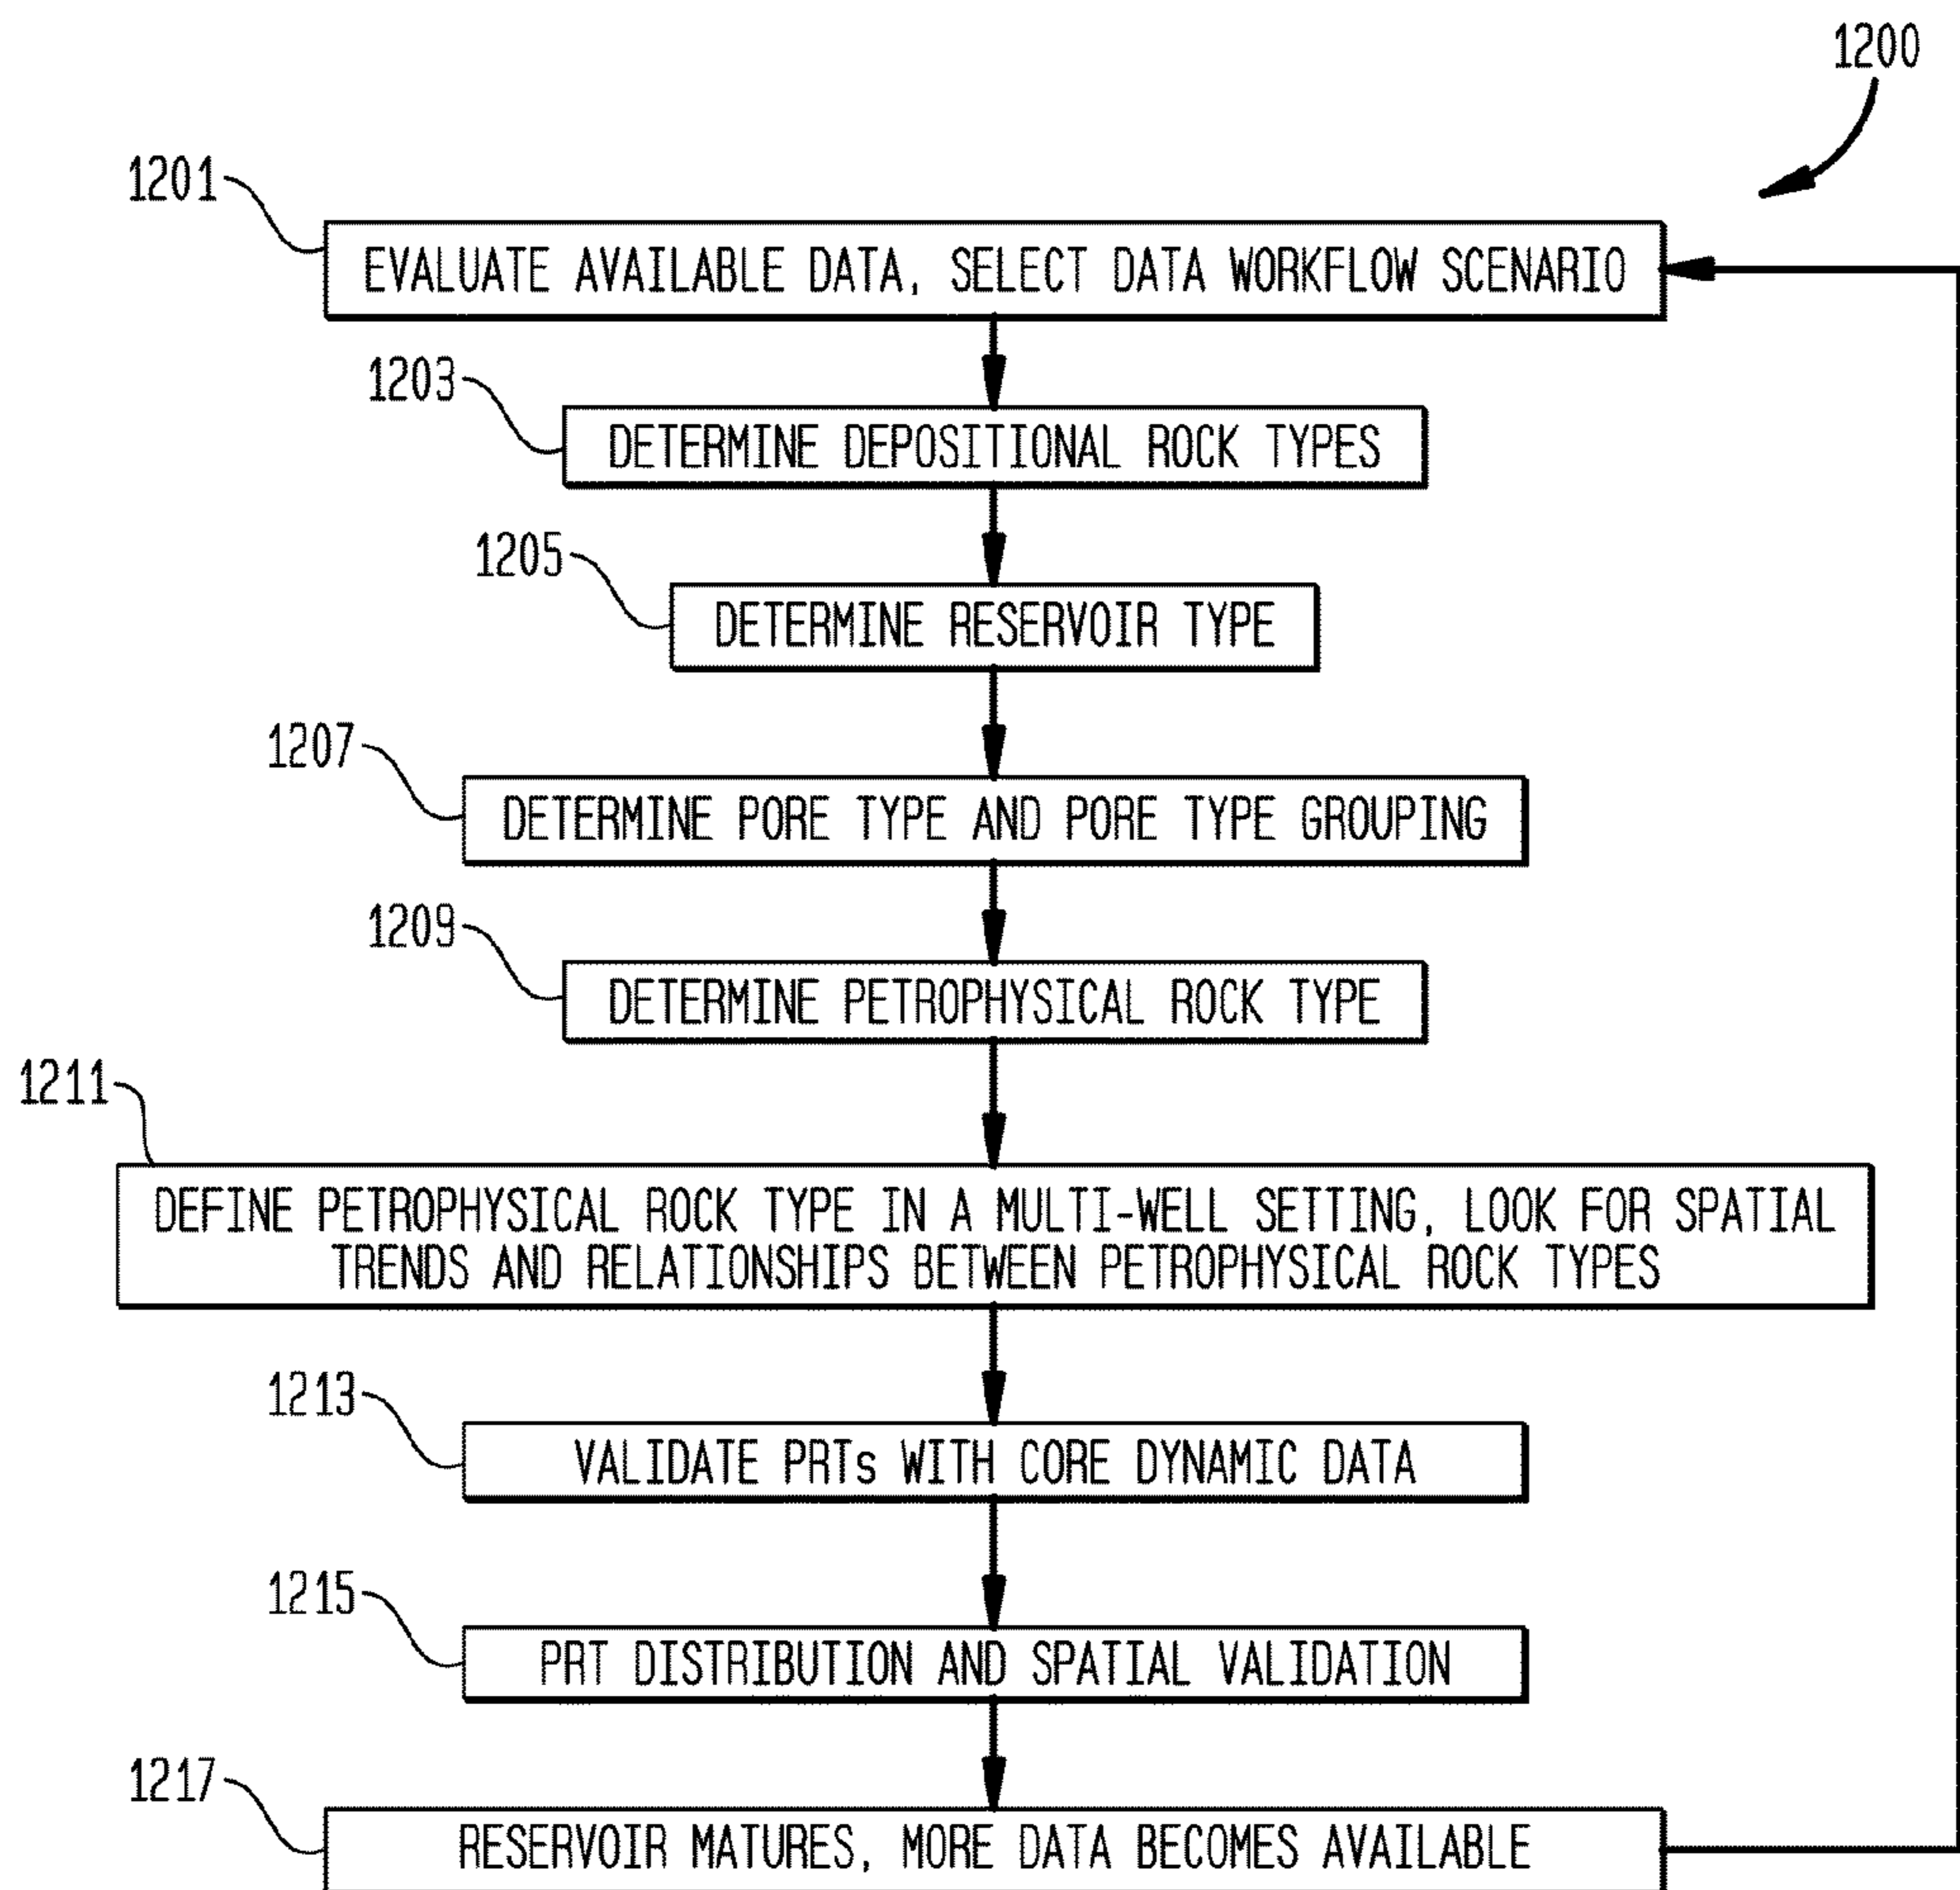 1200
1201
EVALUATE AVAILABLE DATA, SELECT DATA WORKFLOW SCENARIO
1203
DETERMINE DEPOSITIONAL ROCK TYPES
1205
DETERMINE RESERVOIR TYPE
1207
DETERMINE PORE TYPE AND PORE TYPE GROUPING
1209
DETERMINE PETROPHYSICAL ROCK TYPE
1211
DEFINE PETROPHYSICAL ROCK TYPE IN A MULTI-WELL SETTING, LOOK FOR SPATIAL
TRENDS AND RELATIONSHIPS BETWEEN PETROPHYSICAL ROCK TYPES
1213
VALIDATE PRTs WITH CORE DYNAMIC DATA
1215
PRT DISTRIBUTION AND SPATIAL VALIDATION
1217
RESERVOIR MATURES, MORE DATA BECOMES AVAILABLE